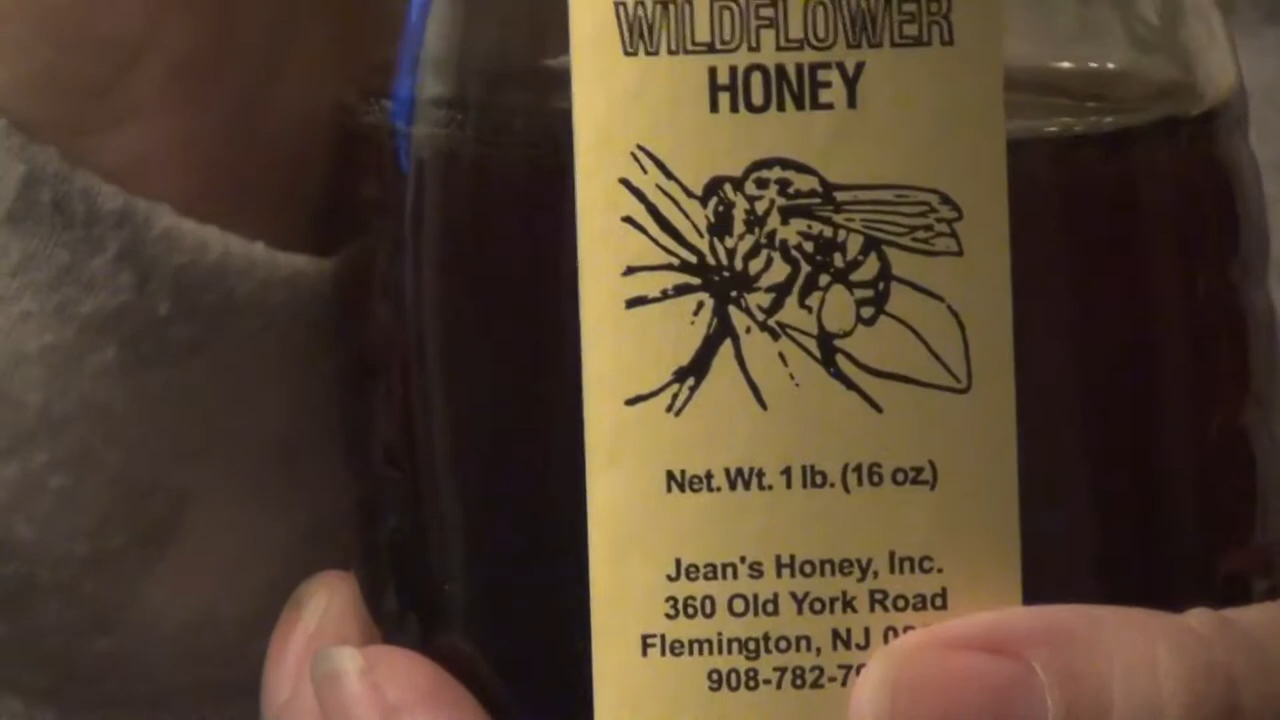 WILDFLOWER
HONEY
Net. Wt. 1 lb. (16 oz.)
Jean's Honey, Inc.
360 Old York Road
Flemington, NJ
908-782-7